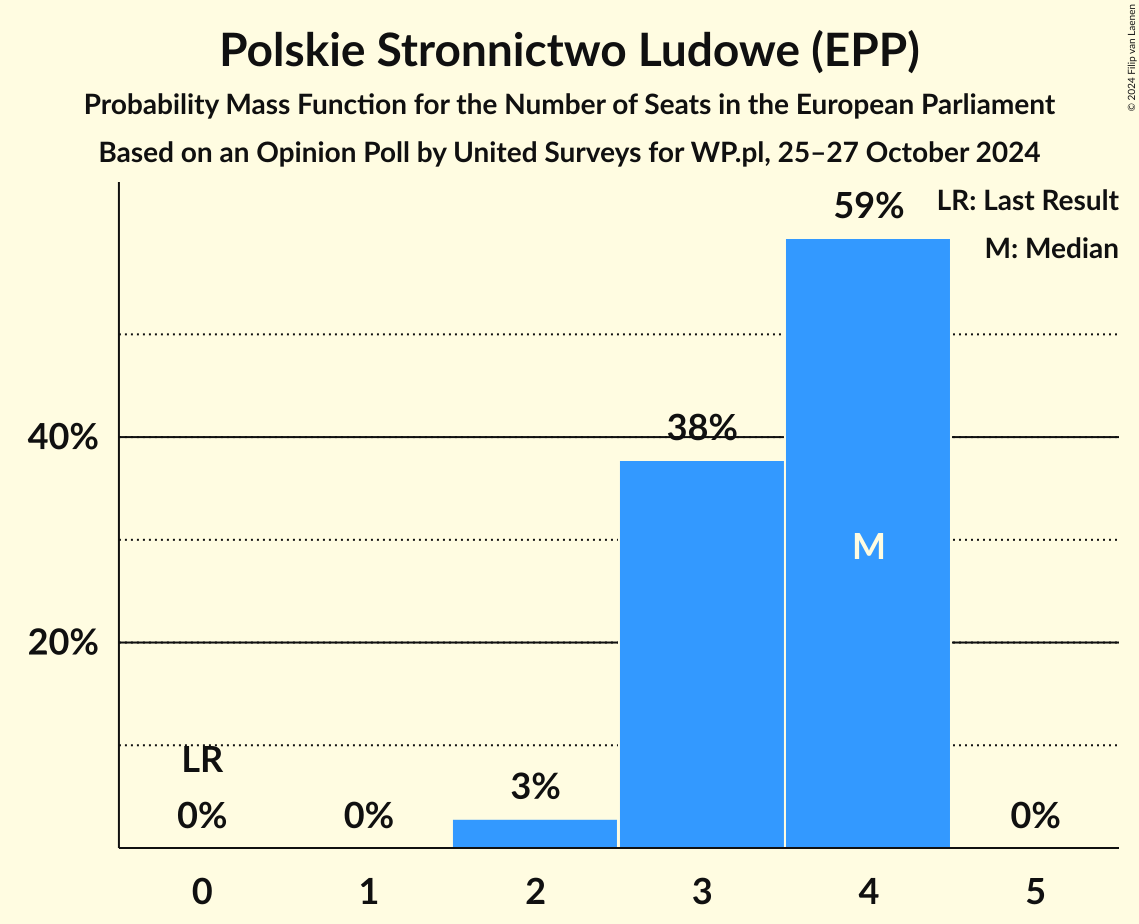 Polskie Stronnictwo Ludowe (EPP)
Probability Mass Function for the Number of Seats in the European Parliament
Based on an Opinion Poll by United Surveys for WP.pl, 25–27 October 2024
© 2024 Filip van Laenen
LR: Last Result
M: Median
59%
38%
40%
M
20%
LR
3%
0%
0%
0%
0
1
2
3
4
5